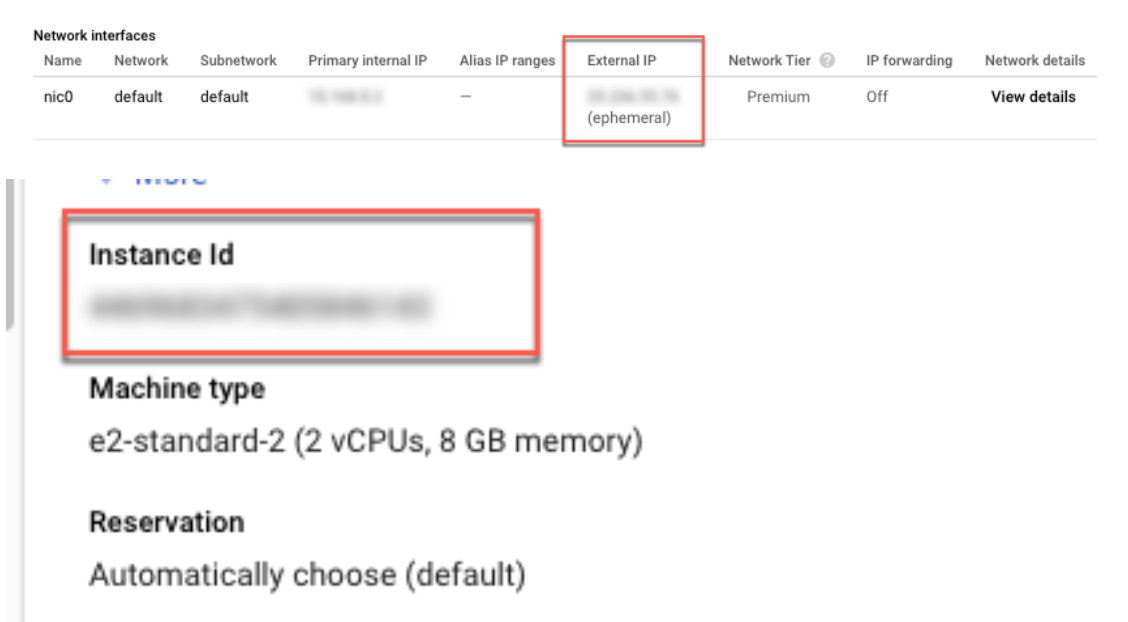 Network interfaces
Name Network Subnetwork Primary internal IP Alias IP ranges External IP Network Tier IP forwarding Network details
nic0 default default — Premium Off View details
(ephemeral)
More
Instance Id
Machine type
e2-standard-2 (2 vCPUs, 8 GB memory)
Reservation
Automatically choose (default)